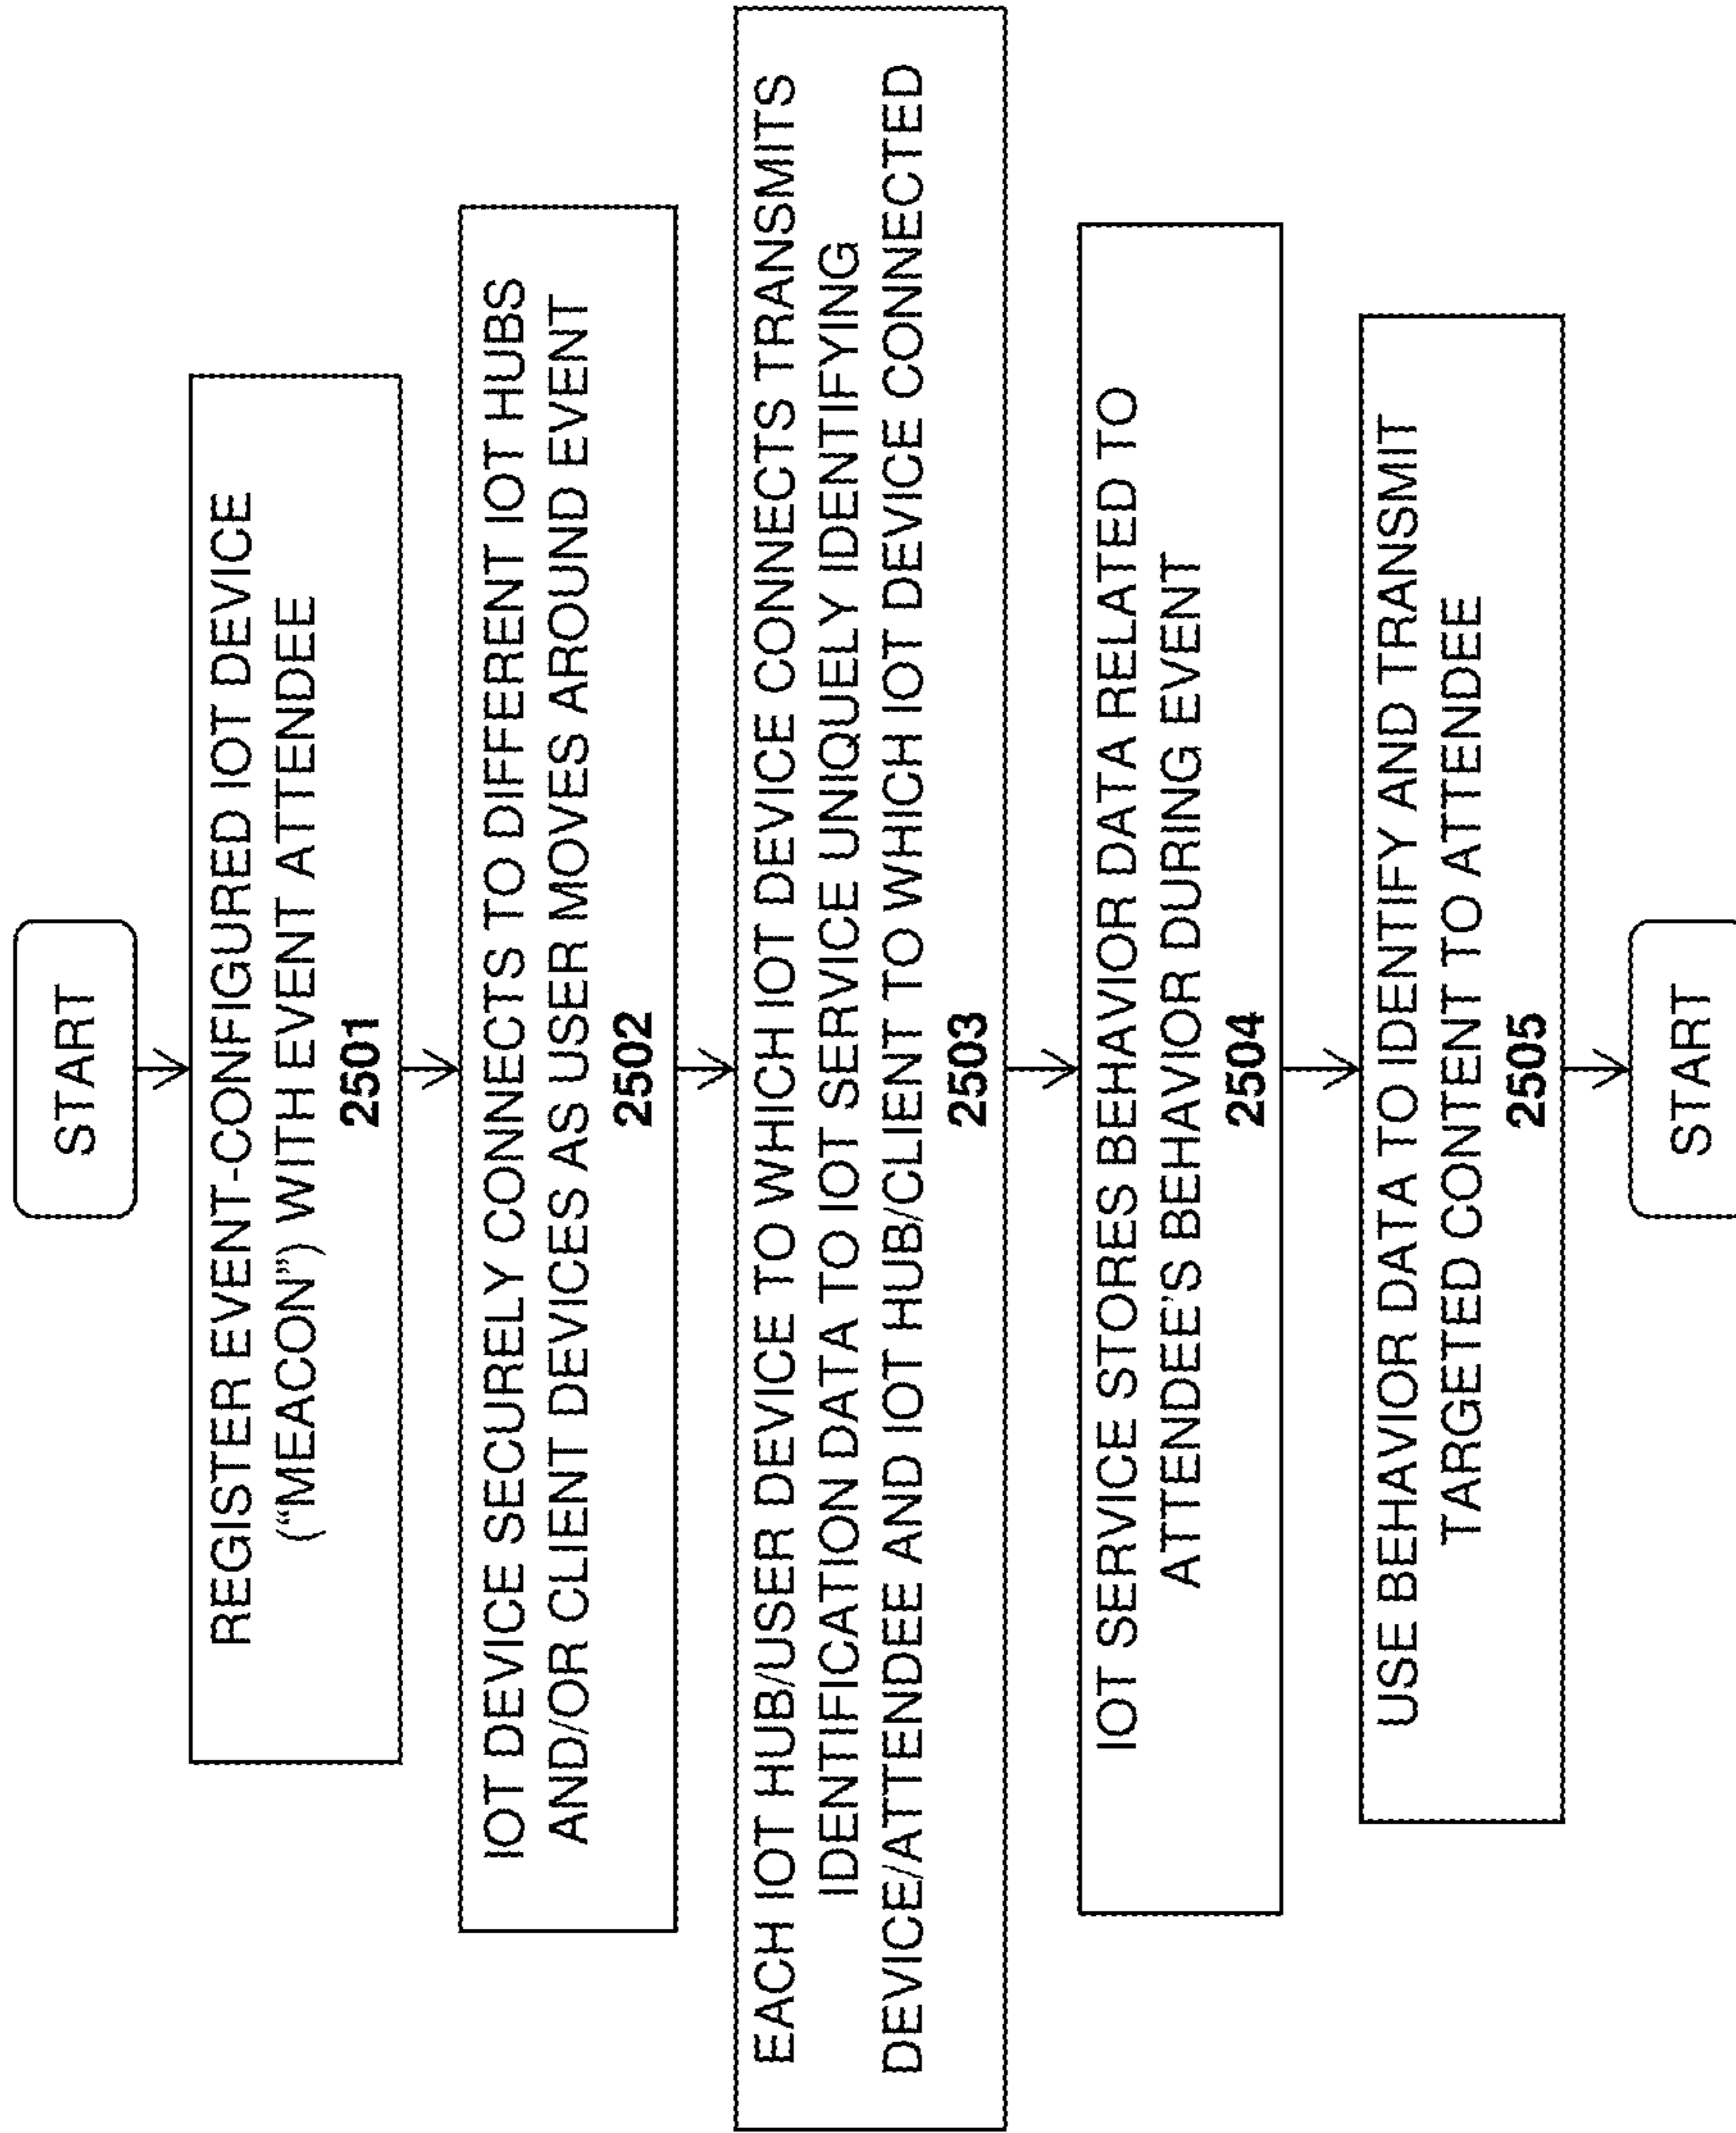 START
REGISTER EVENT-CONFIGURED IOT DEVICE
(“MEACON”) WITH EVENT ATTENDEE
2501
IOT DEVICE SECURELY CONNECTS TO DIFFERENT IOT HUBS
AND/OR CLIENT DEVICES AS USER MOVES AROUND EVENT
2502
EACH IOT HUB/USER DEVICE TO WHICH IOT DEVICE CONNECTS TRANSMITS
IDENTIFICATION DATA TO IOT SERVICE UNIQUELY IDENTIFYING
DEVICE/ATTENDEE AND IOT HUB/CLIENT TO WHICH IOT DEVICE CONNECTED
2503
IOT SERVICE STORES BEHAVIOR DATA RELATED TO
ATTENDEE’S BEHAVIOR DURING EVENT
2504
USE BEHAVIOR DATA TO IDENTIFY AND TRANSMIT
TARGETED CONTENT TO ATTENDEE
2505
START